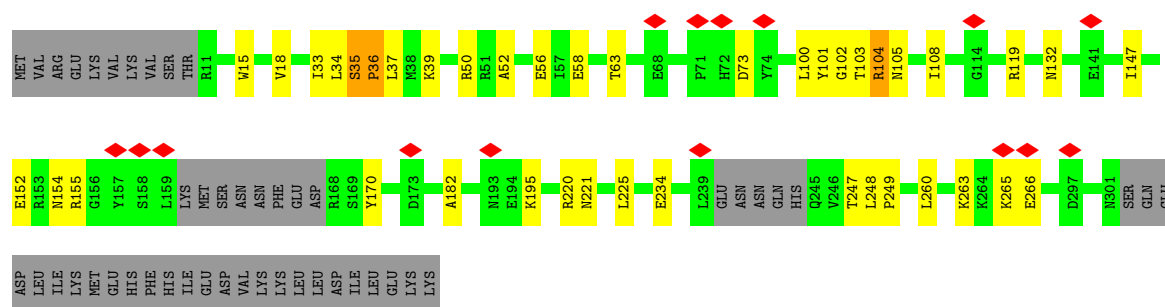 MET VAL ARG GLU LYS VAL LYS VAL SER THR R11 W15 V18 I33 L34 S35 P36 L37 M38 K39 R50 R51 A52 E56 I57 E58 T63 E68 P71 H72 D73 Y74 L100 Y101 G102 T103 R104 N105 I108 G114 R119 N132 E141 I147
E152 R153 N154 R155 G156 Y157 S158 L159 LYS MET SER ASN ASN PHE GLU ASP R168 S169 Y170 D173 A182 N193 E194 K195 R220 N221 L225 E234 L239 GLU ASN ASN GLN HIS Q245 V246 T247 L248 P249 L260 K263 K264 K265 E266 D297 N301 SER GLN GLU
ASP LEU ILE LYS MET GLU HIS PHE HIS ILE GLU ASP VAL LYS LYS LEU LEU ASP ILE LEU GLU LYS LYS